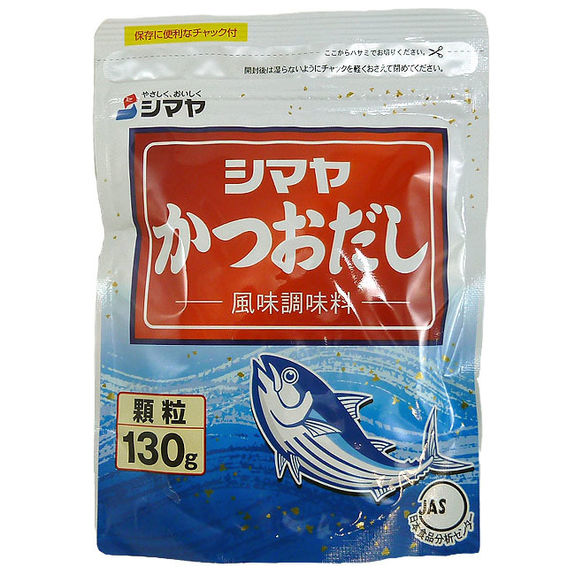 保存に便利なチャック付
ここからハサミでお切りください。
開封後は湿らないようにチャックを軽くおさえて閉めてください。
やさしく、おいしく
シマヤ
シマヤ
かつおだし
風味調味料
顆粒
130g
JAS
日本食品分析センター